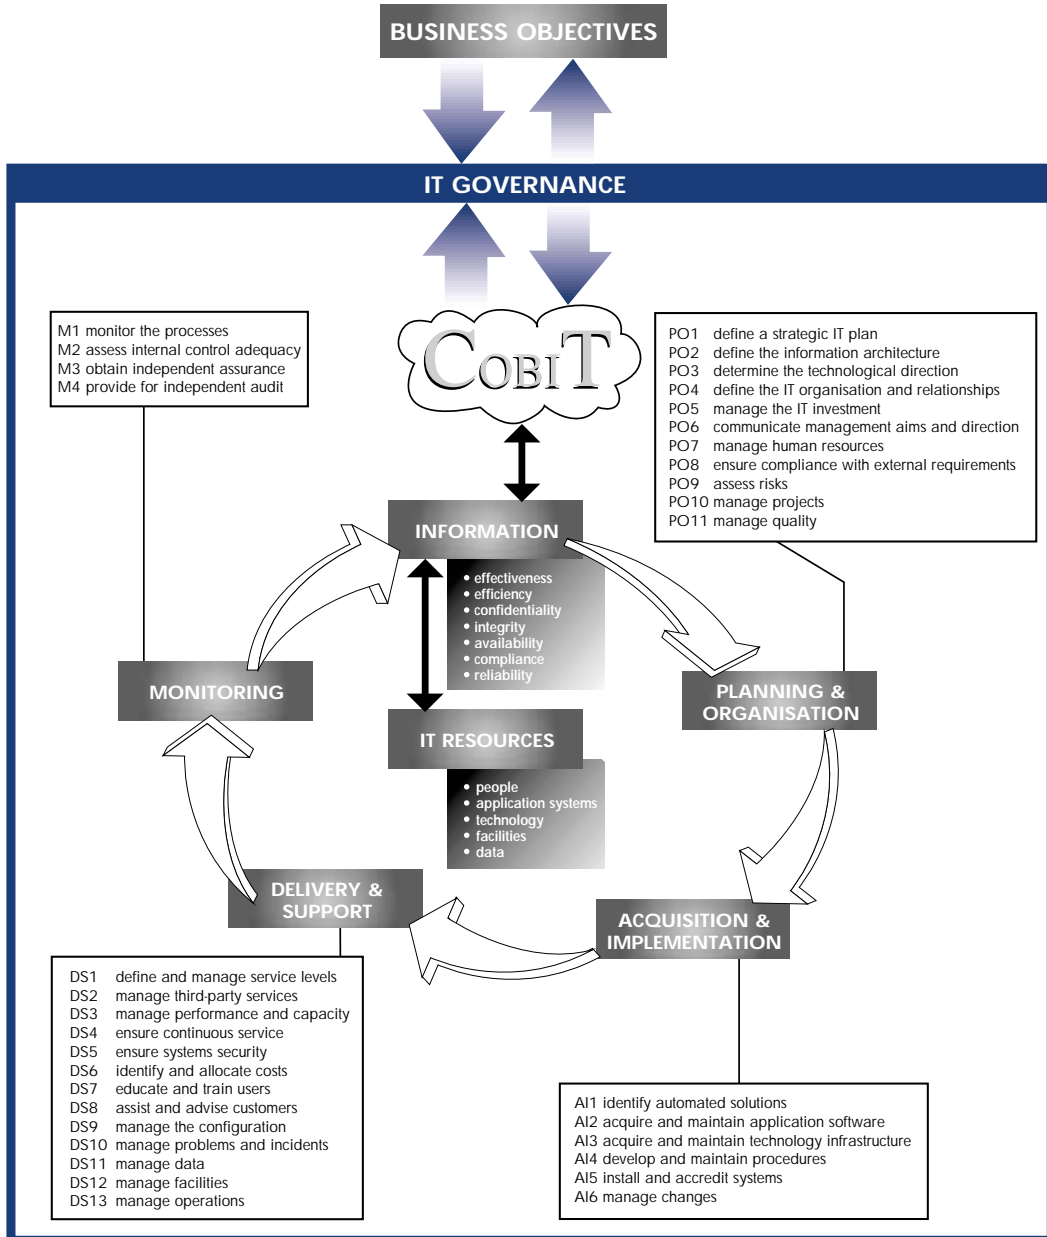 BUSINESS OBJECTIVES
IT GOVERNANCE
COBIT
M1 monitor the processes
M2 assess internal control adequacy
M3 obtain independent assurance
M4 provide for independent audit
PO1 define a strategic IT plan
PO2 define the information architecture
PO3 determine the technological direction
PO4 define the IT organisation and relationships
PO5 manage the IT investment
PO6 communicate management aims and direction
PO7 manage human resources
PO8 ensure compliance with external requirements
PO9 assess risks
PO10 manage projects
PO11 manage quality
INFORMATION
• effectiveness
• efficiency
• confidentiality
• integrity
• availability
• compliance
• reliability
MONITORING
PLANNING &
ORGANISATION
IT RESOURCES
• people
• application systems
• technology
• facilities
• data
DELIVERY &
SUPPORT
ACQUISITION &
IMPLEMENTATION
DS1 define and manage service levels
DS2 manage third-party services
DS3 manage performance and capacity
DS4 ensure continuous service
DS5 ensure systems security
DS6 identify and allocate costs
DS7 educate and train users
DS8 assist and advise customers
DS9 manage the configuration
DS10 manage problems and incidents
DS11 manage data
DS12 manage facilities
DS13 manage operations
AI1 identify automated solutions
AI2 acquire and maintain application software
AI3 acquire and maintain technology infrastructure
AI4 develop and maintain procedures
AI5 install and accredit systems
AI6 manage changes